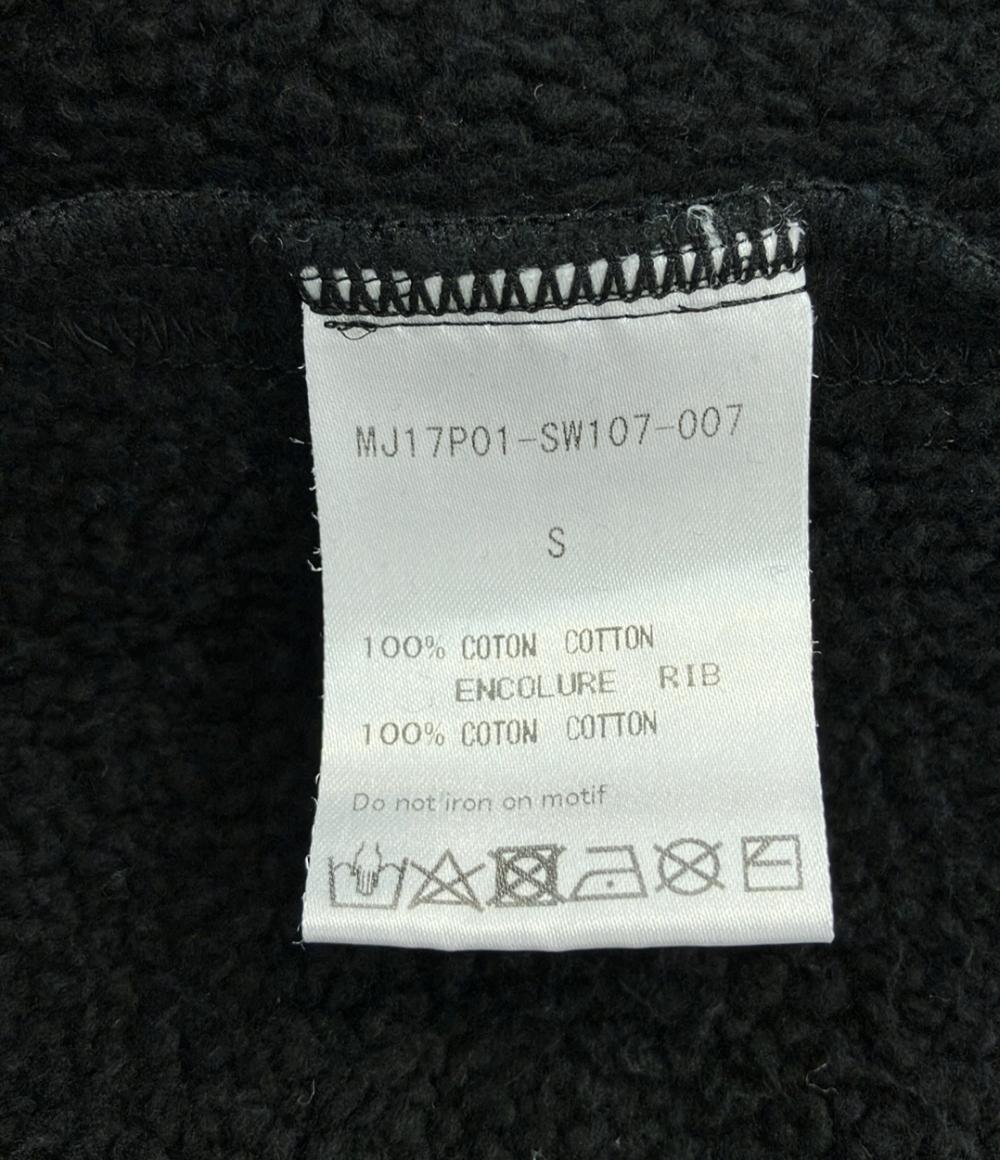 MJ17P01-SW107-007
S
100% COTON COTTON
ENCOLURE RIB
100% COTON COTTON
Do not iron on motif